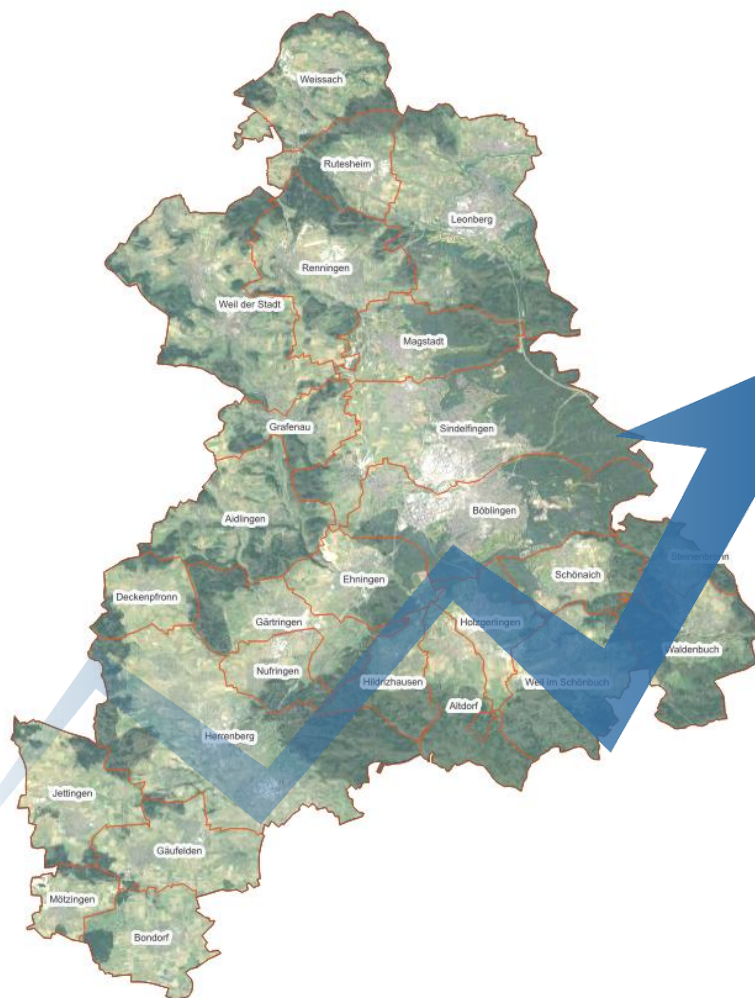 Weissach
Rutesheim
Leonberg
Renningen
Weil der Stadt
Magstadt
Grafenau
Sindelfingen
Böblingen
Aidlingen
Steinenbronn
Schönaich
Ehningen
Deckenpfronn
Gärtringen
Holzgerlingen
Waldenbuch
Nufringen
Hildrizhausen
Weil im Schönbuch
Altdorf
Herrenberg
Jettingen
Gäufelden
Mötzingen
Bondorf